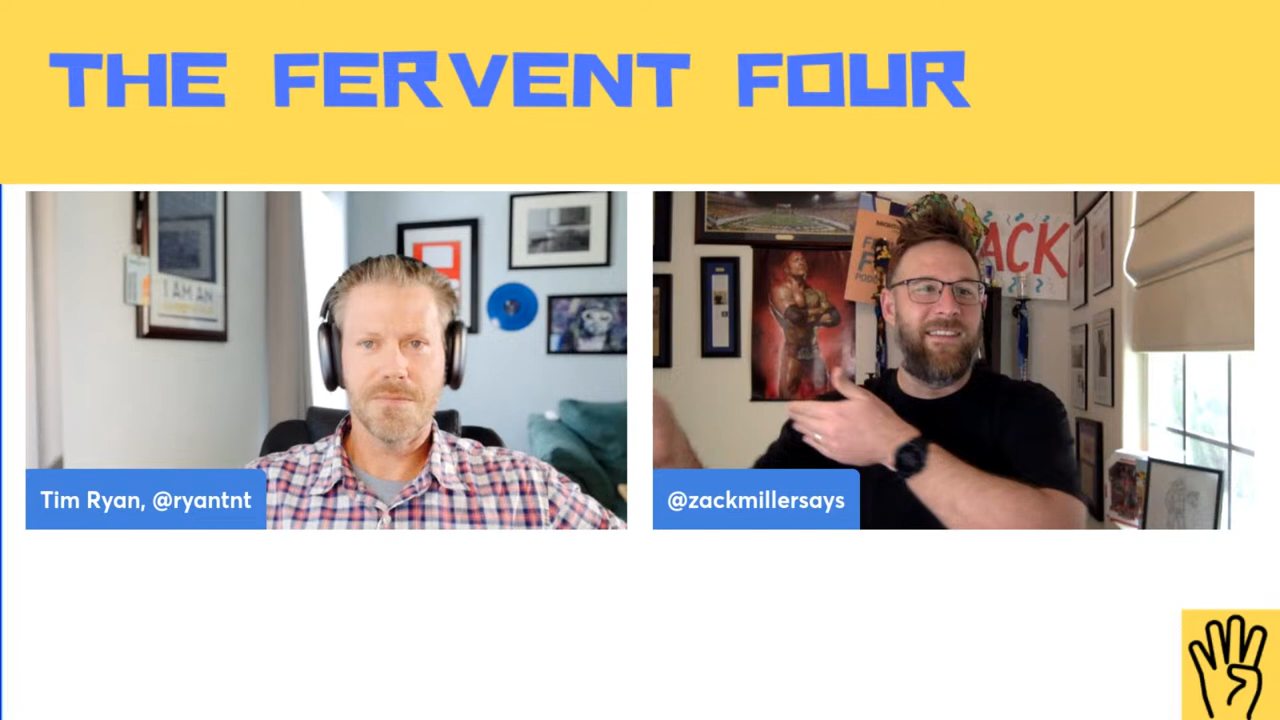 THE FERVENT FOUR
I AM AN
ACK
Tim Ryan, @ryantnt
@zackmillersays